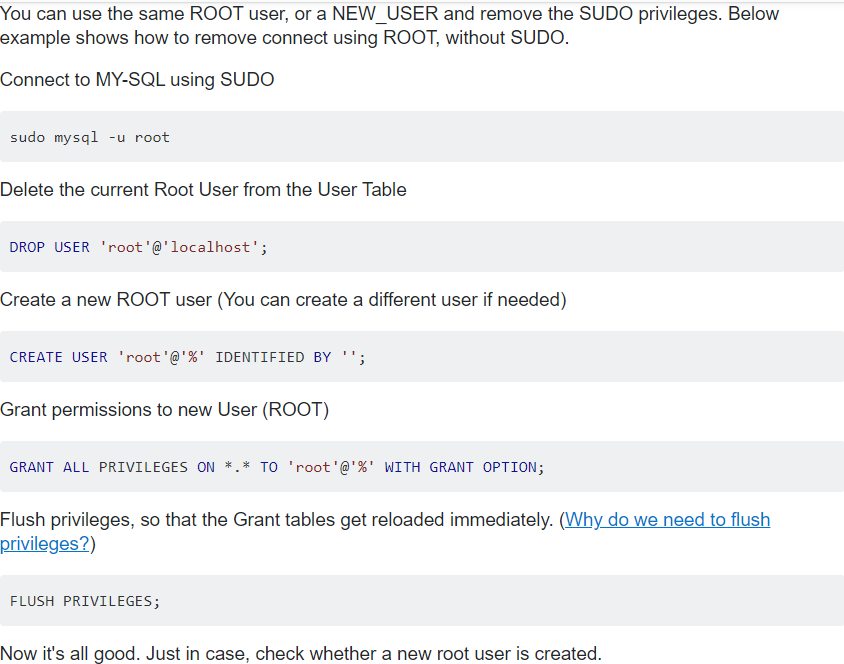 You can use the same ROOT user, or a NEW_USER and remove the SUDO privileges. Below
example shows how to remove connect using ROOT, without SUDO.
Connect to MY-SQL using SUDO
sudo mysql -u root
Delete the current Root User from the User Table
DROP USER 'root'@'localhost';
Create a new ROOT user (You can create a different user if needed)
CREATE USER 'root'@'%' IDENTIFIED BY '';
Grant permissions to new User (ROOT)
GRANT ALL PRIVILEGES ON *.* TO 'root'@'%' WITH GRANT OPTION;
Flush privileges, so that the Grant tables get reloaded immediately. (Why do we need to flush
privileges?)
FLUSH PRIVILEGES;
Now it's all good. Just in case, check whether a new root user is created.